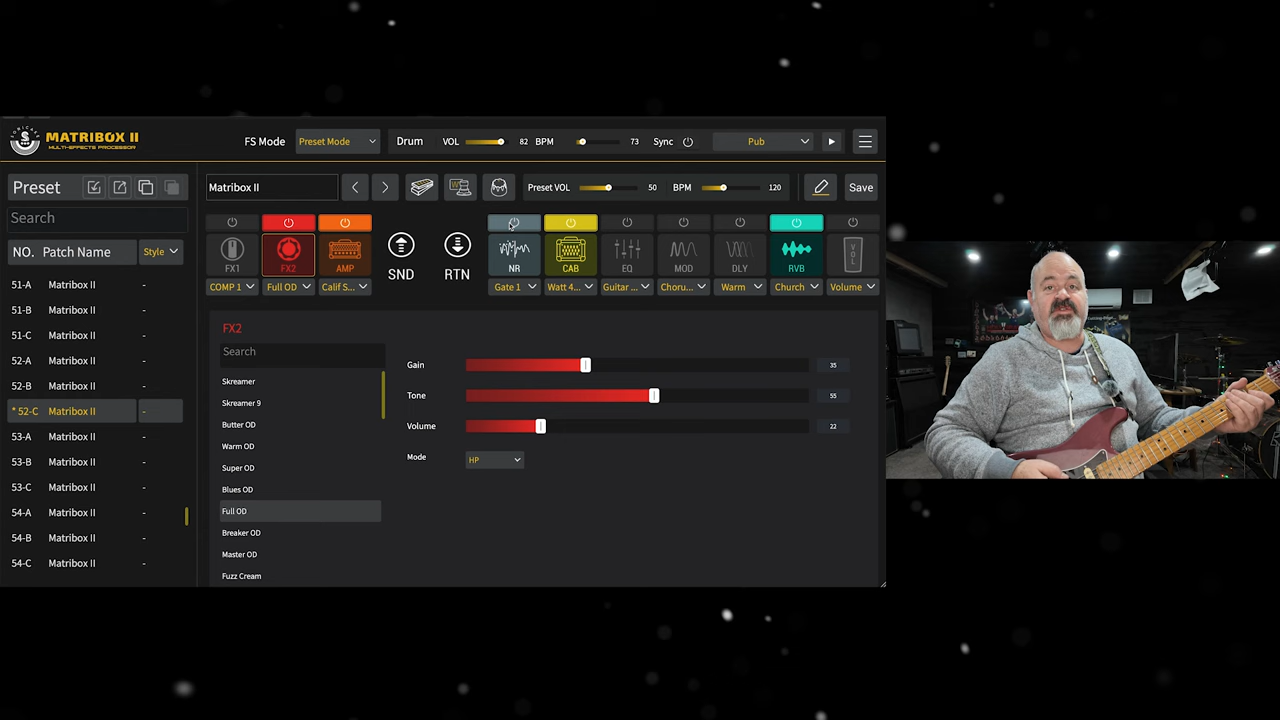 MATRIBOX II
MULTI-EFFECTS PROCESSOR
FS Mode Preset Mode Drum VOL 82 BPM 73 Sync Pub
Preset
Search
NO. Patch Name Style
51-A Matribox II -
51-B Matribox II -
51-C Matribox II -
52-A Matribox II -
52-B Matribox II -
* 52-C Matribox II -
53-A Matribox II -
53-B Matribox II -
53-C Matribox II -
54-A Matribox II -
54-B Matribox II -
54-C Matribox II -
Matribox II Preset VOL 50 BPM 120 Save
FX1 FX2 AMP SND RTN NR CAB EQ MOD DLY RVB VOL
COMP 1 Full OD Calif S... Gate 1 Watt 4... Guitar ... Choru... Warm Church Volume
FX2
Search
Skreamer
Skreamer 9
Butter OD
Warm OD
Super OD
Blues OD
Full OD
Breaker OD
Master OD
Fuzz Cream
Gain 35
Tone 55
Volume 22
Mode HP